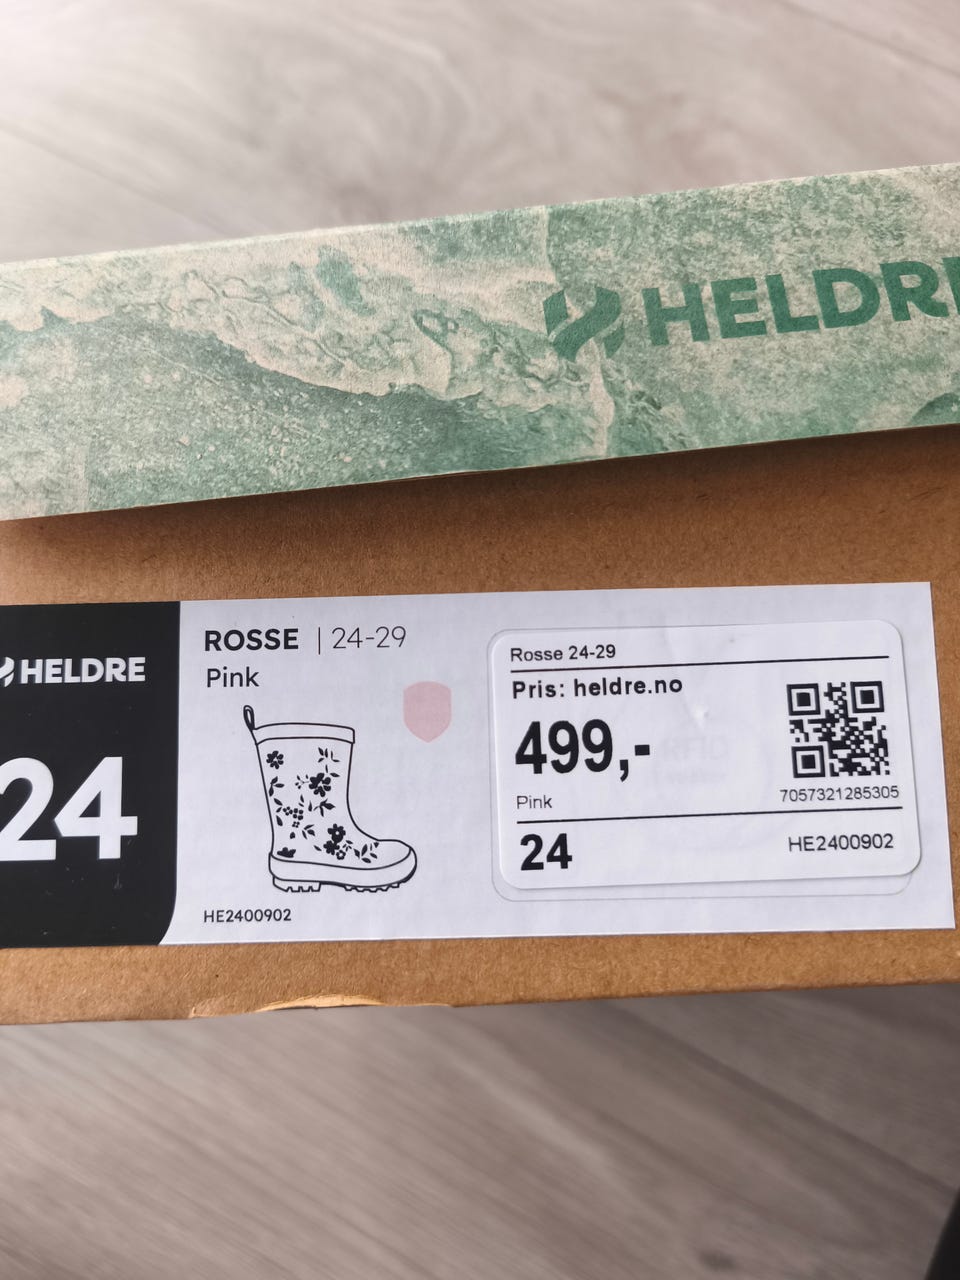 HELDRE
HELDRE
24
ROSSE | 24-29
Pink
HE2400902
Rosse 24-29
Pris: heldre.no
499,-
Pink
7057321285305
24
HE2400902